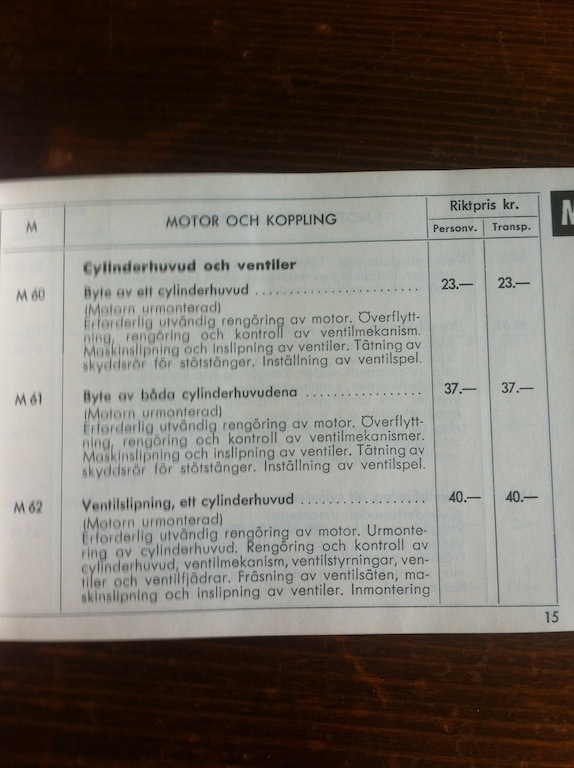 M
MOTOR OCH KOPPLING
Riktpris kr.
Personv.
Transp.
M
Cylinderhuvud och ventiler
M 60 Byte av ett cylinderhuvud ........................ 23.— 23.—
(Motorn urmonterad)
Erforderlig utvändig rengöring av motor. Överflytt-
ning, rengöring och kontroll av ventilmekanism.
Maskinslipning och inslipning av ventiler. Tätning av
skyddsrör för stötstänger. Inställning av ventilspel.
M 61 Byte av båda cylinderhuvudena ................. 37.— 37.—
(Motorn urmonterad)
Erforderlig utvändig rengöring av motor. Överflytt-
ning, rengöring och kontroll av ventilmekanismer.
Maskinslipning och inslipning av ventiler. Tätning av
skyddsrör för stötstänger. Inställning av ventilspel.
M 62 Ventilslipning, ett cylinderhuvud ................... 40.— 40.—
(Motorn urmonterad)
Erforderlig utvändig rengöring av motor. Urmonte-
ring av cylinderhuvud. Rengöring och kontroll av
cylinderhuvud, ventilmekanism, ventilstyrningar, ven-
tiler och ventilfjädrar. Fräsning av ventilsäten, ma-
skinslipning och inslipning av ventiler. Inmontering
15